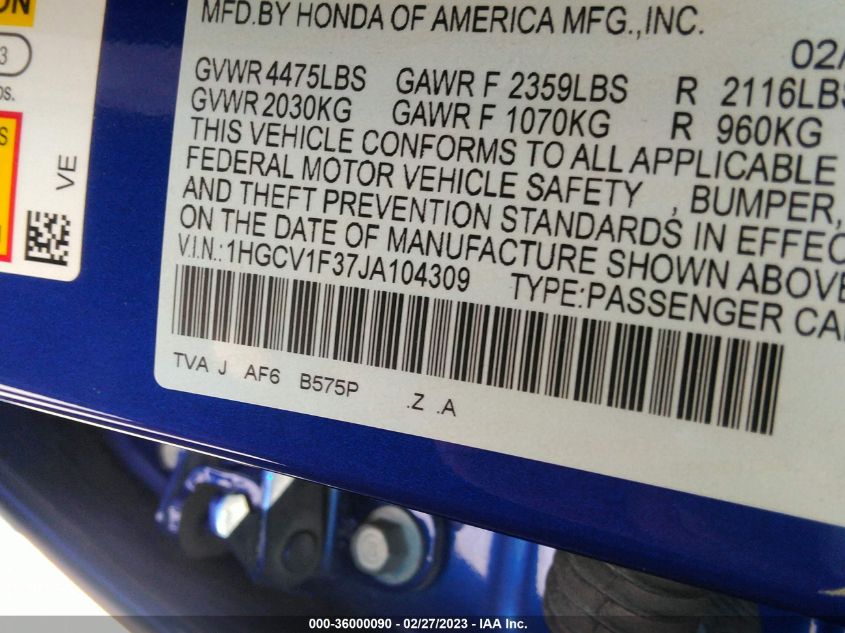 ON
3
OS.
S
VE
MFD.BY HONDA OF AMERICA MFG.,INC.
02/
GVWR 4475LBS GAWR F 2359LBS R 2116LBS
GVWR 2030KG GAWR F 1070KG R 960KG
THIS VEHICLE CONFORMS TO ALL APPLICABLE
FEDERAL MOTOR VEHICLE SAFETY , BUMPER,
AND THEFT PREVENTION STANDARDS IN EFFEC
ON THE DATE OF MANUFACTURE SHOWN ABOVE
V.I.N.: 1HGCV1F37JA104309 TYPE:PASSENGER CA
TVA J AF6 B575P .Z .A
000-36000090 - 02/27/2023 - IAA Inc.